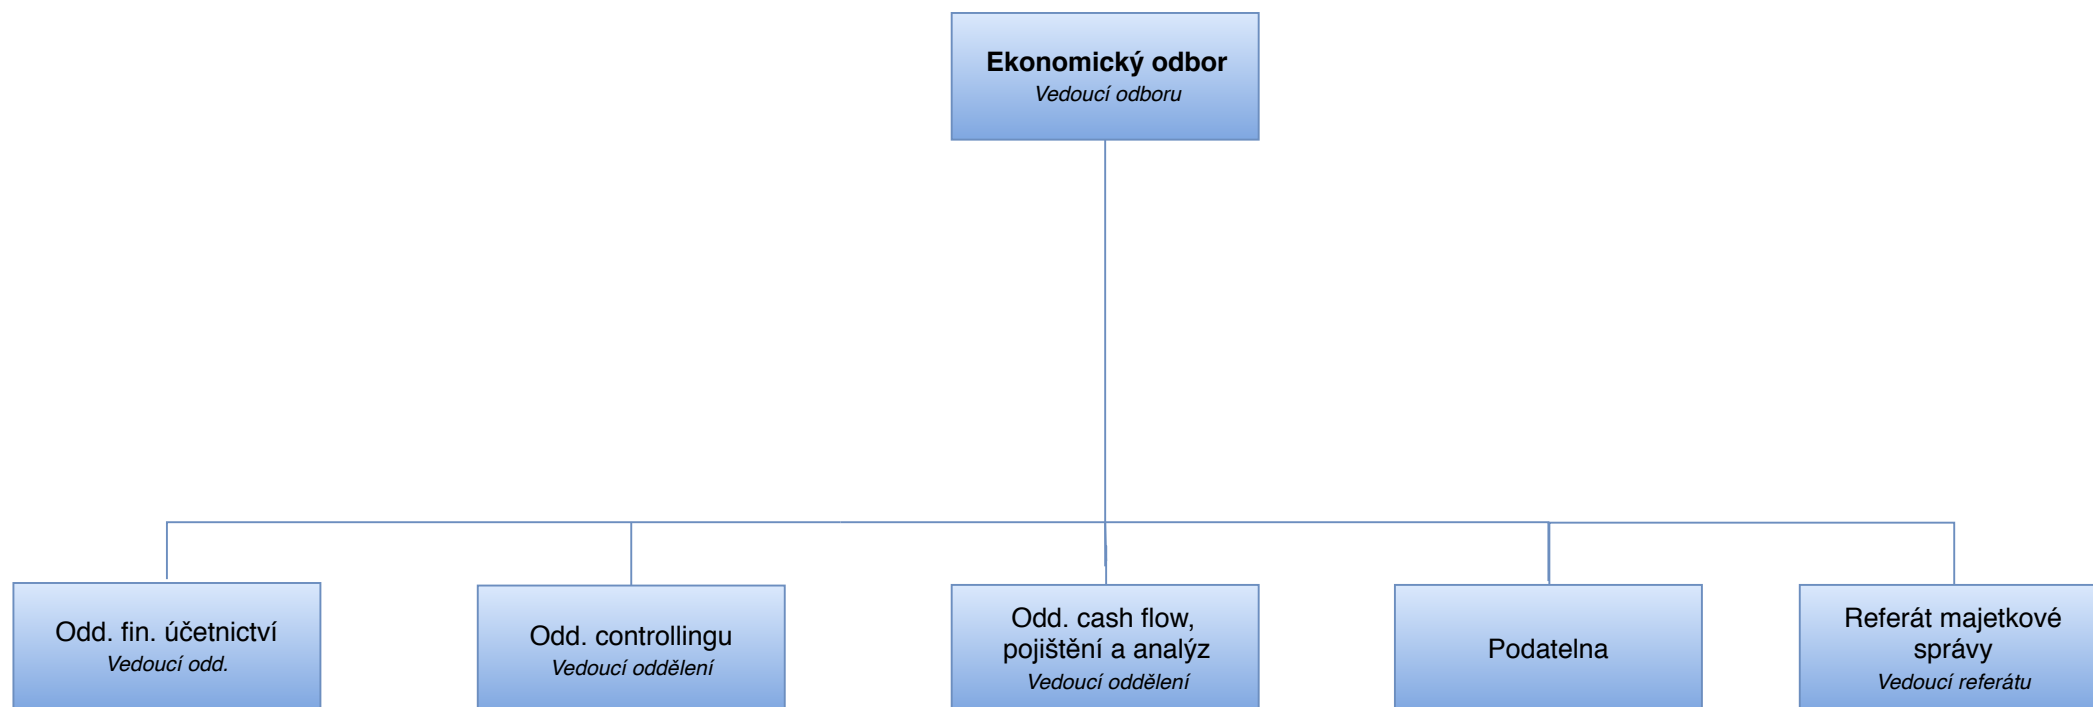 Ekonomický odbor
Vedoucí odboru
Odd. fin. účetnictví
Vedoucí odd.
Odd. controllingu
Vedoucí oddělení
Odd. cash flow,
pojištění a analýz
Vedoucí oddělení
Podatelna
Referát majetkové
správy
Vedoucí referátu